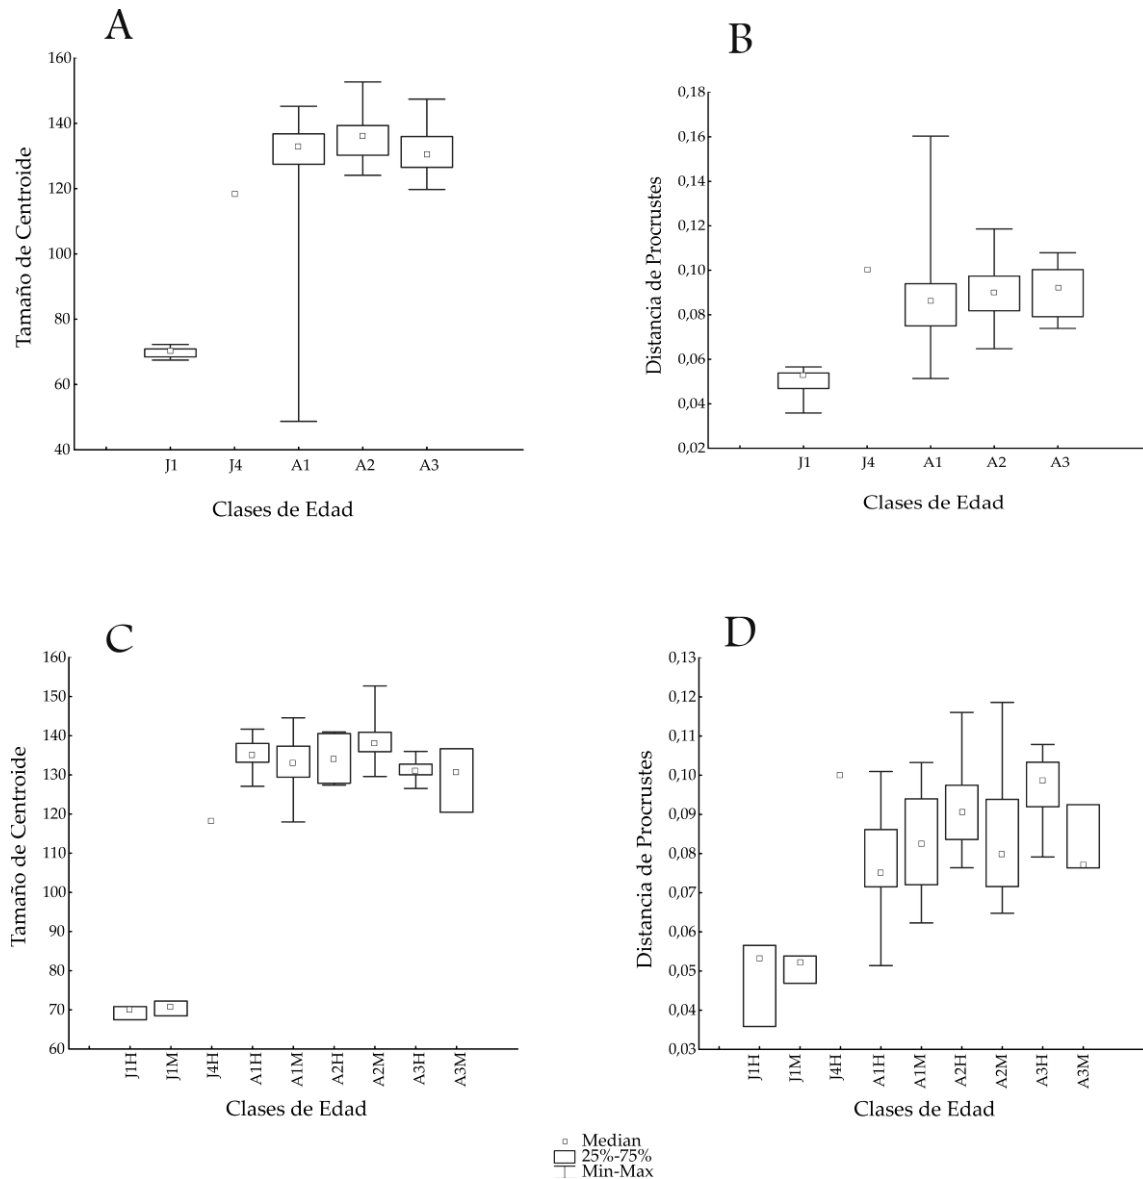 A
160
140
120
100
80
60
40
Tamaño de Centroide
J1 J4 A1 A2 A3
Clases de Edad
B
0,18
0,16
0,14
0,12
0,10
0,08
0,06
0,04
0,02
Distancia de Procrustes
J1 J4 A1 A2 A3
Clases de Edad
C
160
150
140
130
120
110
100
90
80
70
60
Tamaño de Centroide
J1H J1M J4H A1H A1M A2H A2M A3H A3M
Clases de Edad
D
0,13
0,12
0,11
0,10
0,09
0,08
0,07
0,06
0,05
0,04
0,03
Distancia de Procrustes
J1H J1M J4H A1H A1M A2H A2M A3H A3M
Clases de Edad
Median
25%-75%
Min-Max